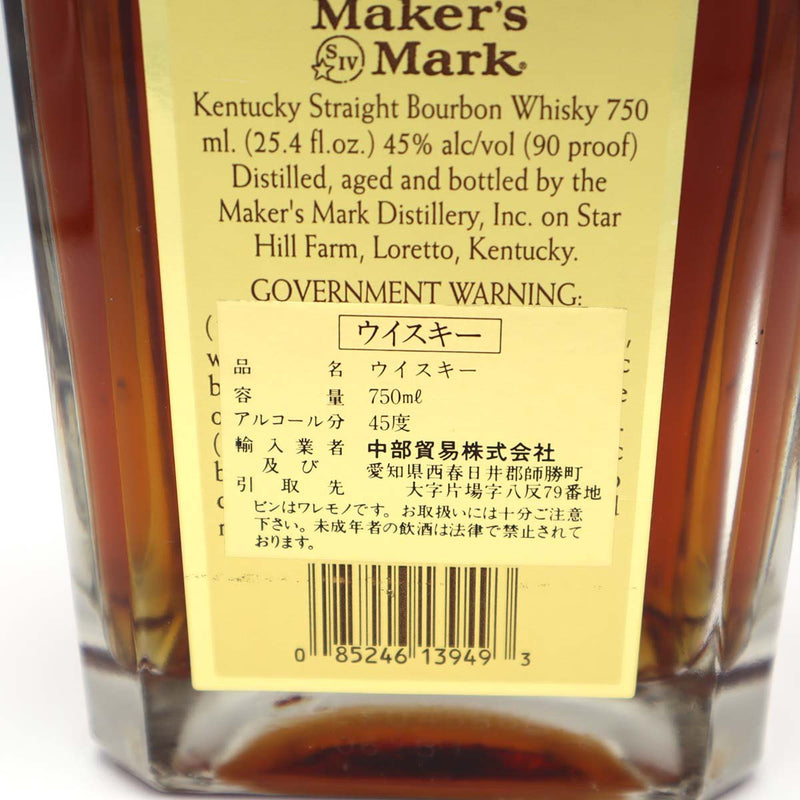 Maker's
SIV Mark®
Kentucky Straight Bourbon Whisky 750
ml. (25.4 fl.oz.) 45% alc/vol (90 proof)
Distilled, aged and bottled by the
Maker's Mark Distillery, Inc. on Star
Hill Farm, Loretto, Kentucky.
GOVERNMENT WARNING:
ウイスキー
品名 ウイスキー
容量 750mℓ
アルコール分 45度
輸入業者 中部貿易株式会社
及び 愛知県西春日井郡師勝町
引取先 大字片場字八反79番地
ビンはワレモノです。お取扱いには十分ご注意
下さい。未成年者の飲酒は法律で禁止されて
おります。
0 85246 13949 3